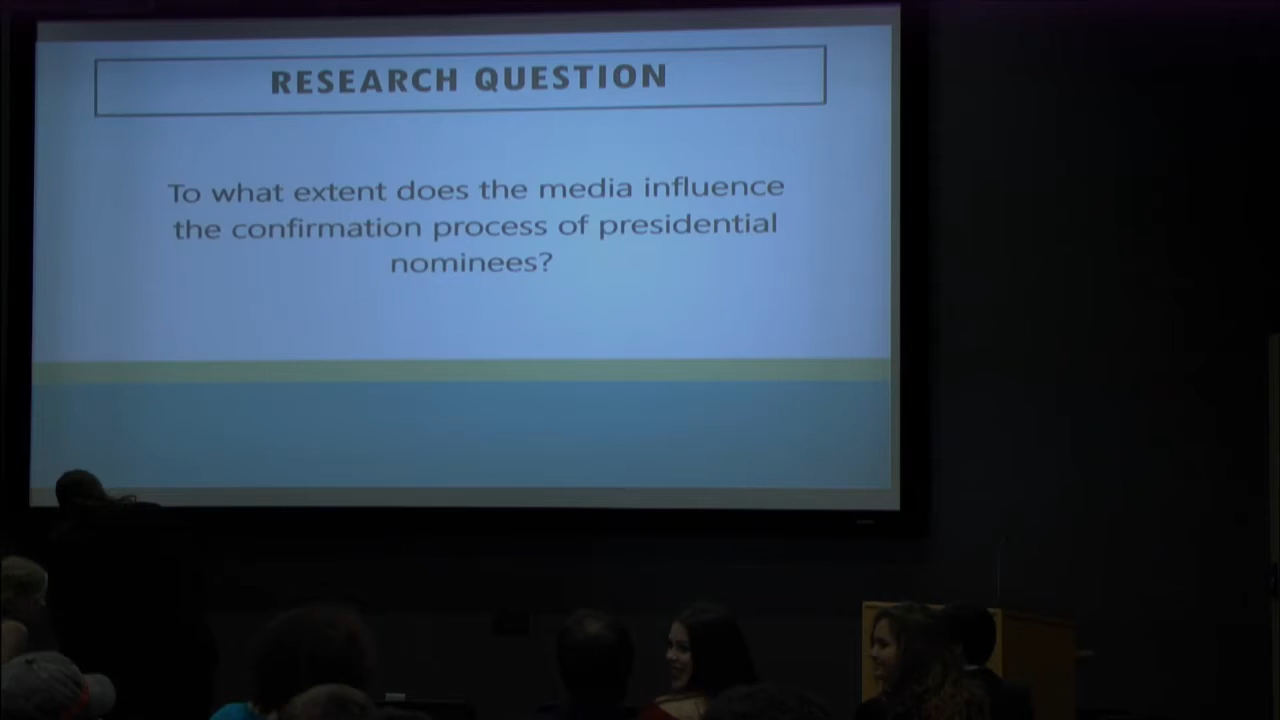 RESEARCH QUESTION
To what extent does the media influence
the confirmation process of presidential
nominees?